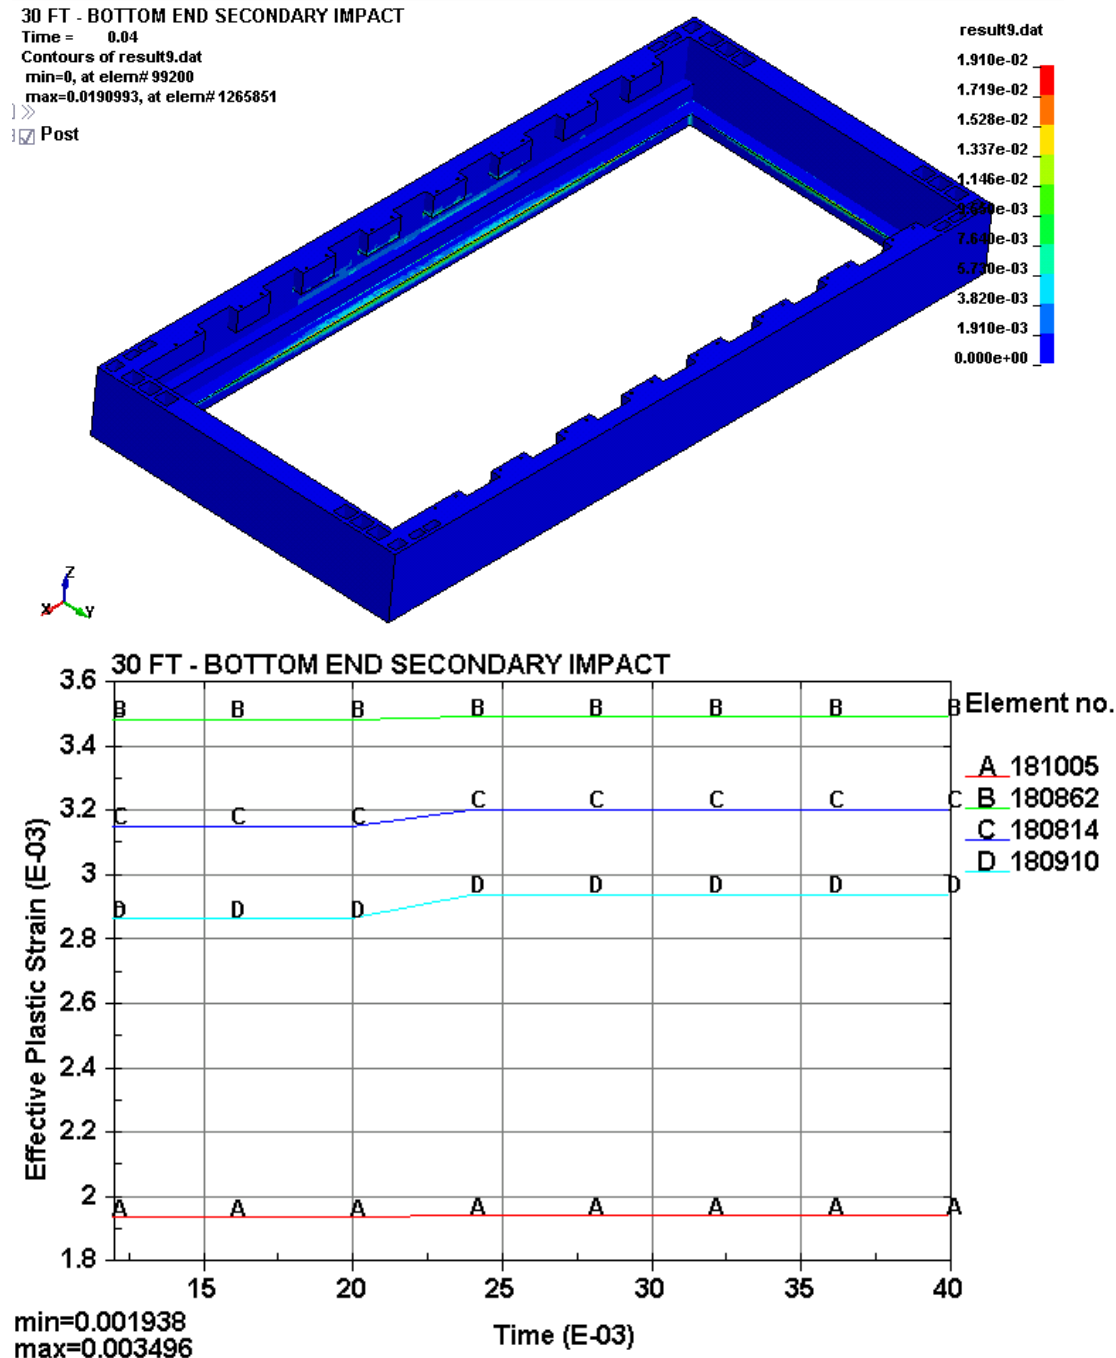 30 FT - BOTTOM END SECONDARY IMPACT
Time = 0.04
Contours of result9.dat
min=0, at elem# 99200
max=0.0190993, at elem# 1265851
Post
result9.dat
1.910e-02
1.719e-02
1.528e-02
1.337e-02
1.146e-02
7.640e-03
3.820e-03
1.910e-03
0.000e+00
Z
X
Y
30 FT - BOTTOM END SECONDARY IMPACT
3.6
3.4
3.2
3
2.8
2.6
2.4
2.2
2
1.8
Effective Plastic Strain (E-03)
B B B B B B B B
C C C C C C C C
D D D D D D D D
A A A A A A A A
15 20 25 30 35 40
Time (E-03)
min=0.001938
max=0.003496
Element no.
A 181005
B 180862
C 180814
D 180910